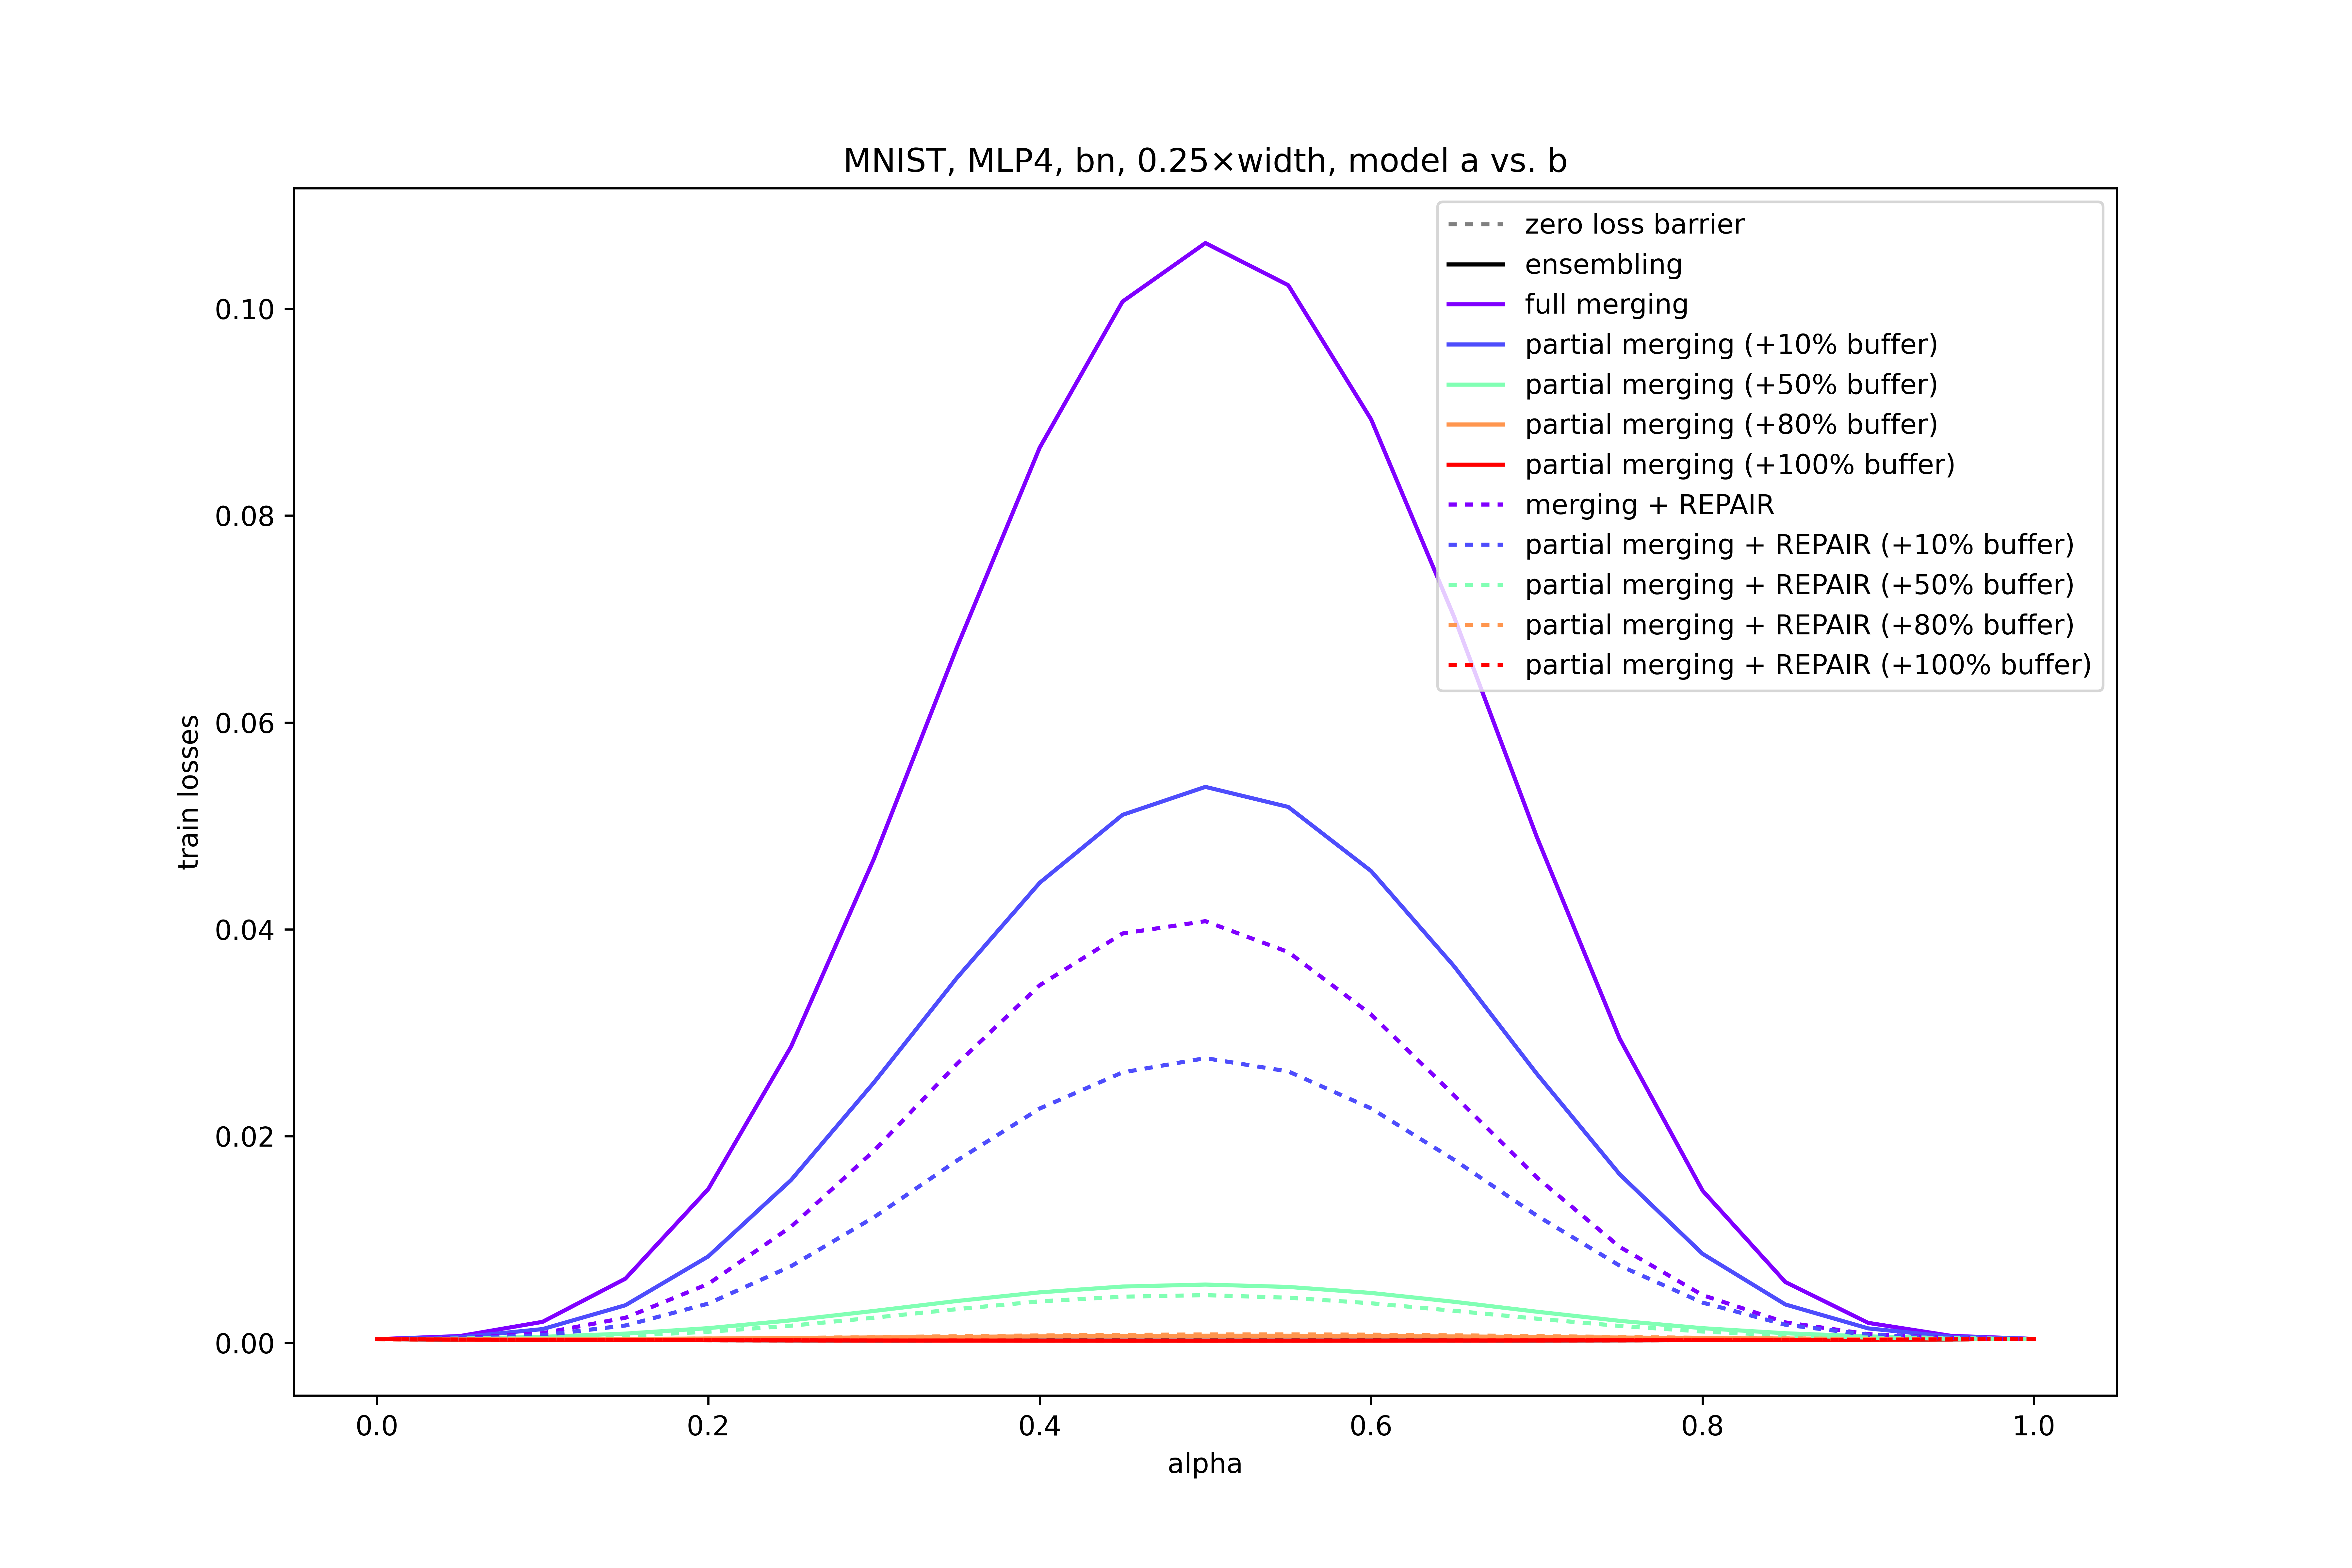 MNIST, MLP4, bn, 0.25×width, model a vs. b
zero loss barrier
ensembling
full merging
partial merging (+10% buffer)
partial merging (+50% buffer)
partial merging (+80% buffer)
partial merging (+100% buffer)
merging + REPAIR
partial merging + REPAIR (+10% buffer)
partial merging + REPAIR (+50% buffer)
partial merging + REPAIR (+80% buffer)
partial merging + REPAIR (+100% buffer)
train losses
0.10
0.08
0.06
0.04
0.02
0.00
0.0 0.2 0.4 0.6 0.8 1.0
alpha